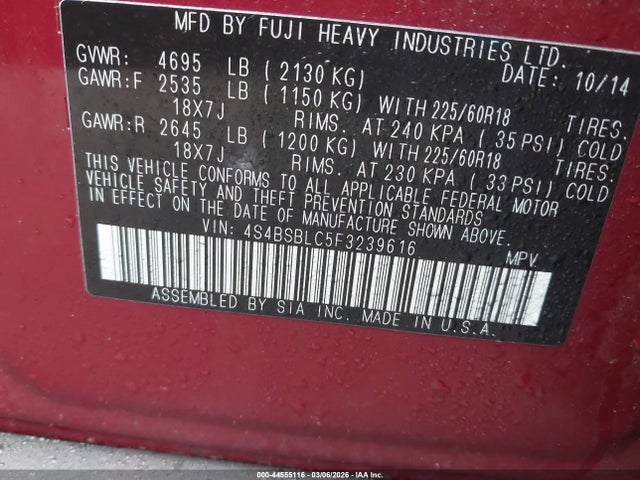 MFD BY FUJI HEAVY INDUSTRIES LTD.
GVWR: 4695 LB ( 2130 KG) DATE: 10/14
GAWR:F 2535 LB ( 1150 KG) WITH 225/60R18 TIRES.
18X7J RIMS. AT 240 KPA ( 35 PSI) COLD
GAWR:R 2645 LB ( 1200 KG) WITH 225/60R18 TIRES.
18X7J RIMS. AT 230 KPA ( 33 PSI) COLD
THIS VEHICLE CONFORMS TO ALL APPLICABLE FEDERAL MOTOR
VEHICLE SAFETY AND THEFT PREVENTION STANDARDS
IN EFFECT ON THE DATE OF MANUFACTURE SHOWN ABOVE.
VIN: 4S4BSBLC5F3239616 MPV
ASSEMBLED BY SIA INC. MADE IN U.S.A.
000-44555116 - 03/06/2026 - IAA Inc.